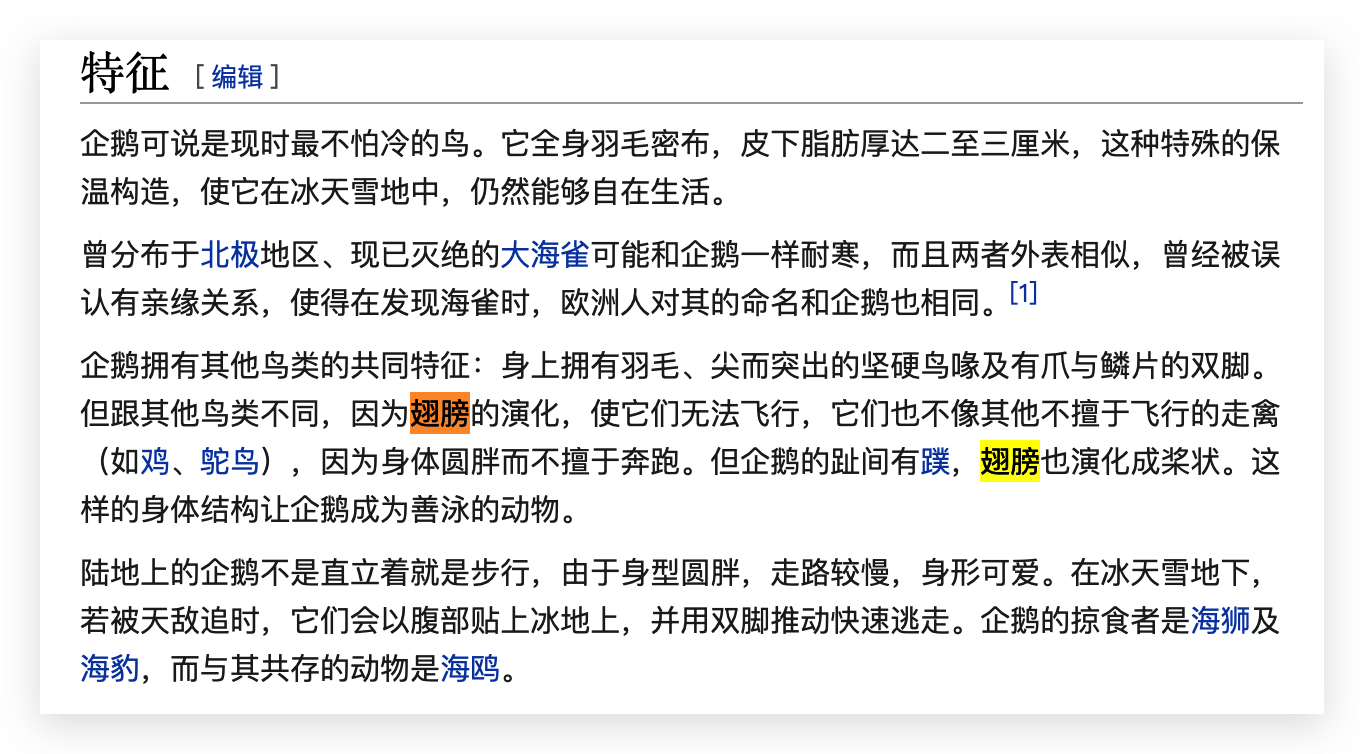 特征 [编辑]
企鹅可说是现时最不怕冷的鸟。它全身羽毛密布，皮下脂肪厚达二至三厘米，这种特殊的保
温构造，使它在冰天雪地中，仍然能够自在生活。
曾分布于北极地区、现已灭绝的大海雀可能和企鹅一样耐寒，而且两者外表相似，曾经被误
认有亲缘关系，使得在发现海雀时，欧洲人对其的命名和企鹅也相同。[1]
企鹅拥有其他鸟类的共同特征：身上拥有羽毛、尖而突出的坚硬鸟喙及有爪与鳞片的双脚。
但跟其他鸟类不同，因为翅膀的演化，使它们无法飞行，它们也不像其他不擅于飞行的走禽
（如鸡、鸵鸟），因为身体圆胖而不擅于奔跑。但企鹅的趾间有蹼，翅膀也演化成桨状。这
样的身体结构让企鹅成为善泳的动物。
陆地上的企鹅不是直立着就是步行，由于身型圆胖，走路较慢，身形可爱。在冰天雪地下，
若被天敌追时，它们会以腹部贴上冰地上，并用双脚推动快速逃走。企鹅的掠食者是海狮及
海豹，而与其共存的动物是海鸥。